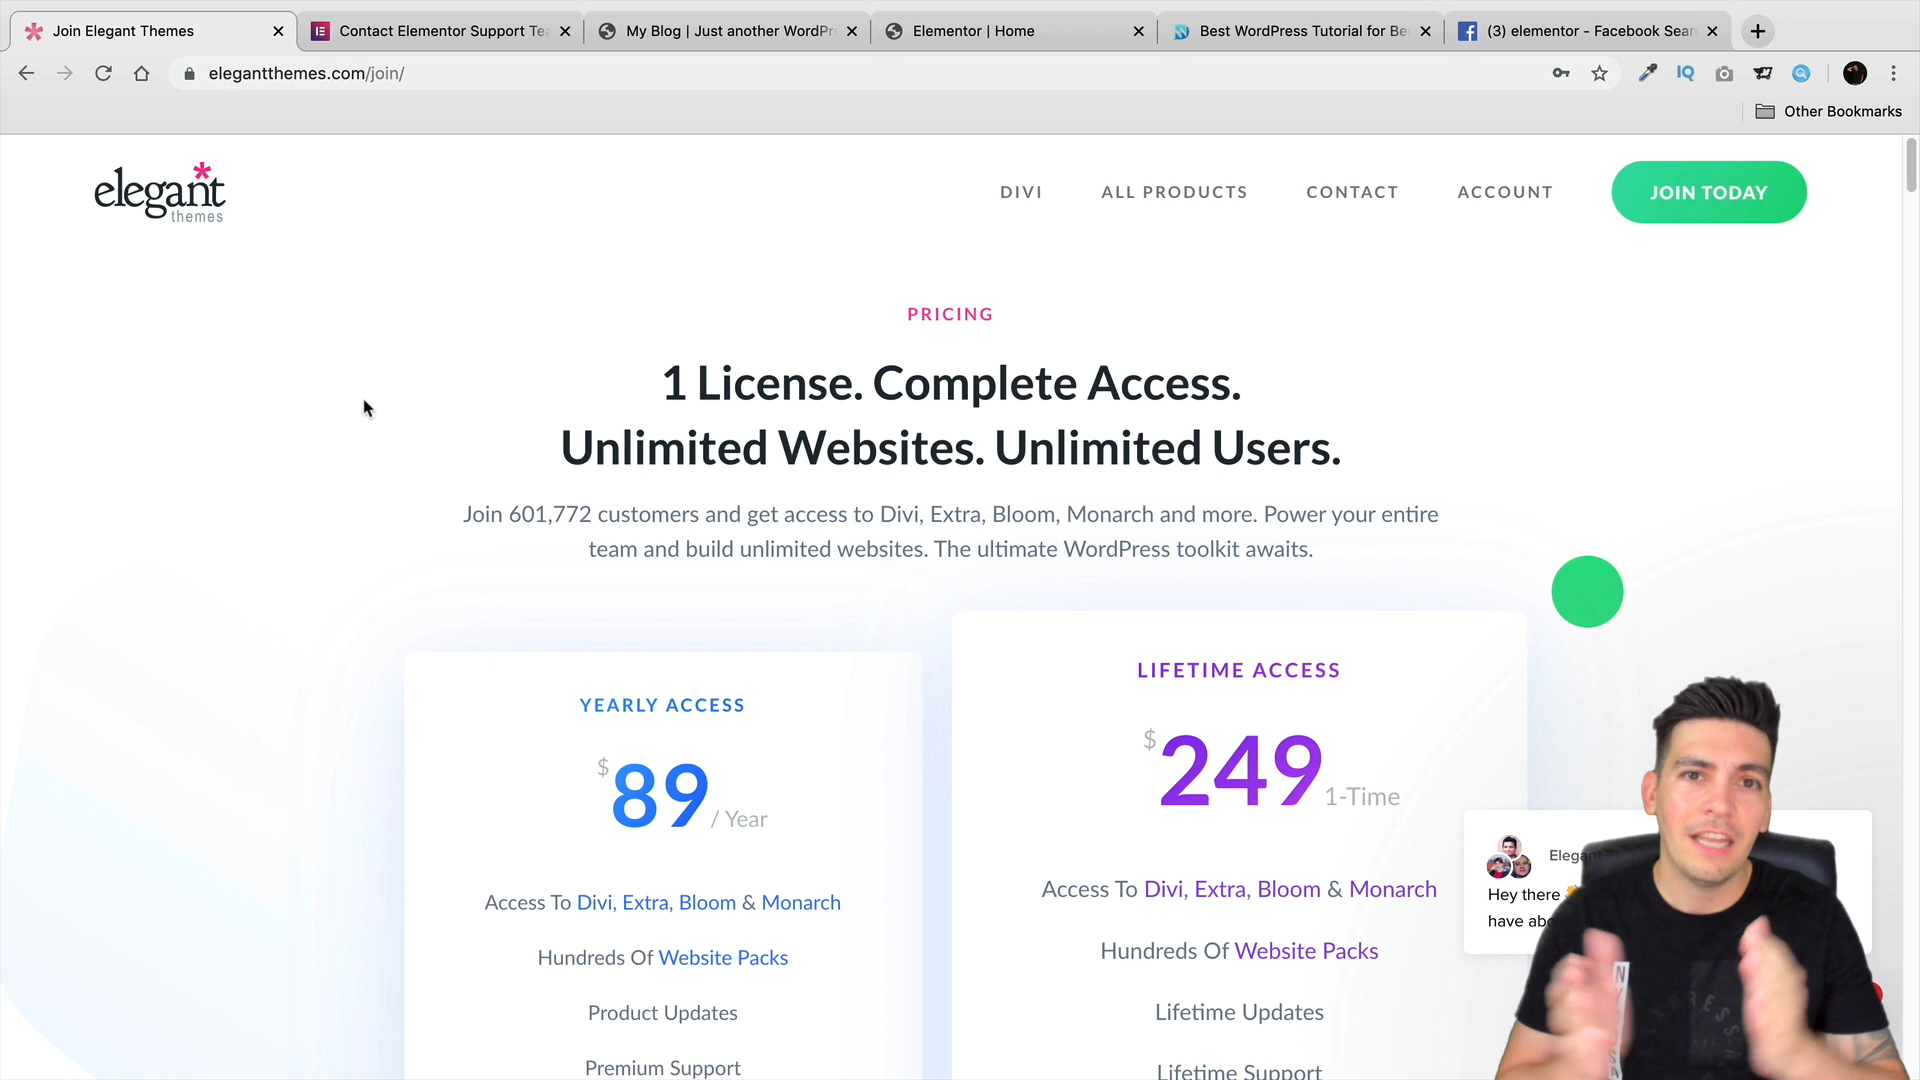 Join Elegant Themes
Contact Elementor Support Tea
My Blog | Just another WordPr
Elementor | Home
Best WordPress Tutorial for Be
(3) elementor - Facebook Sear
elegantthemes.com/join/
IQ
Other Bookmarks
elegant
themes
DIVI
ALL PRODUCTS
CONTACT
ACCOUNT
JOIN TODAY
PRICING
1 License. Complete Access.
Unlimited Websites. Unlimited Users.
Join 601,772 customers and get access to Divi, Extra, Bloom, Monarch and more. Power your entire
team and build unlimited websites. The ultimate WordPress toolkit awaits.
YEARLY ACCESS
$89 / Year
Access To Divi, Extra, Bloom & Monarch
Hundreds Of Website Packs
Product Updates
Premium Support
LIFETIME ACCESS
$249 1-Time
Access To Divi, Extra, Bloom & Monarch
Hundreds Of Website Packs
Lifetime Updates
Lifetime Support
Elegant
Hey there
have